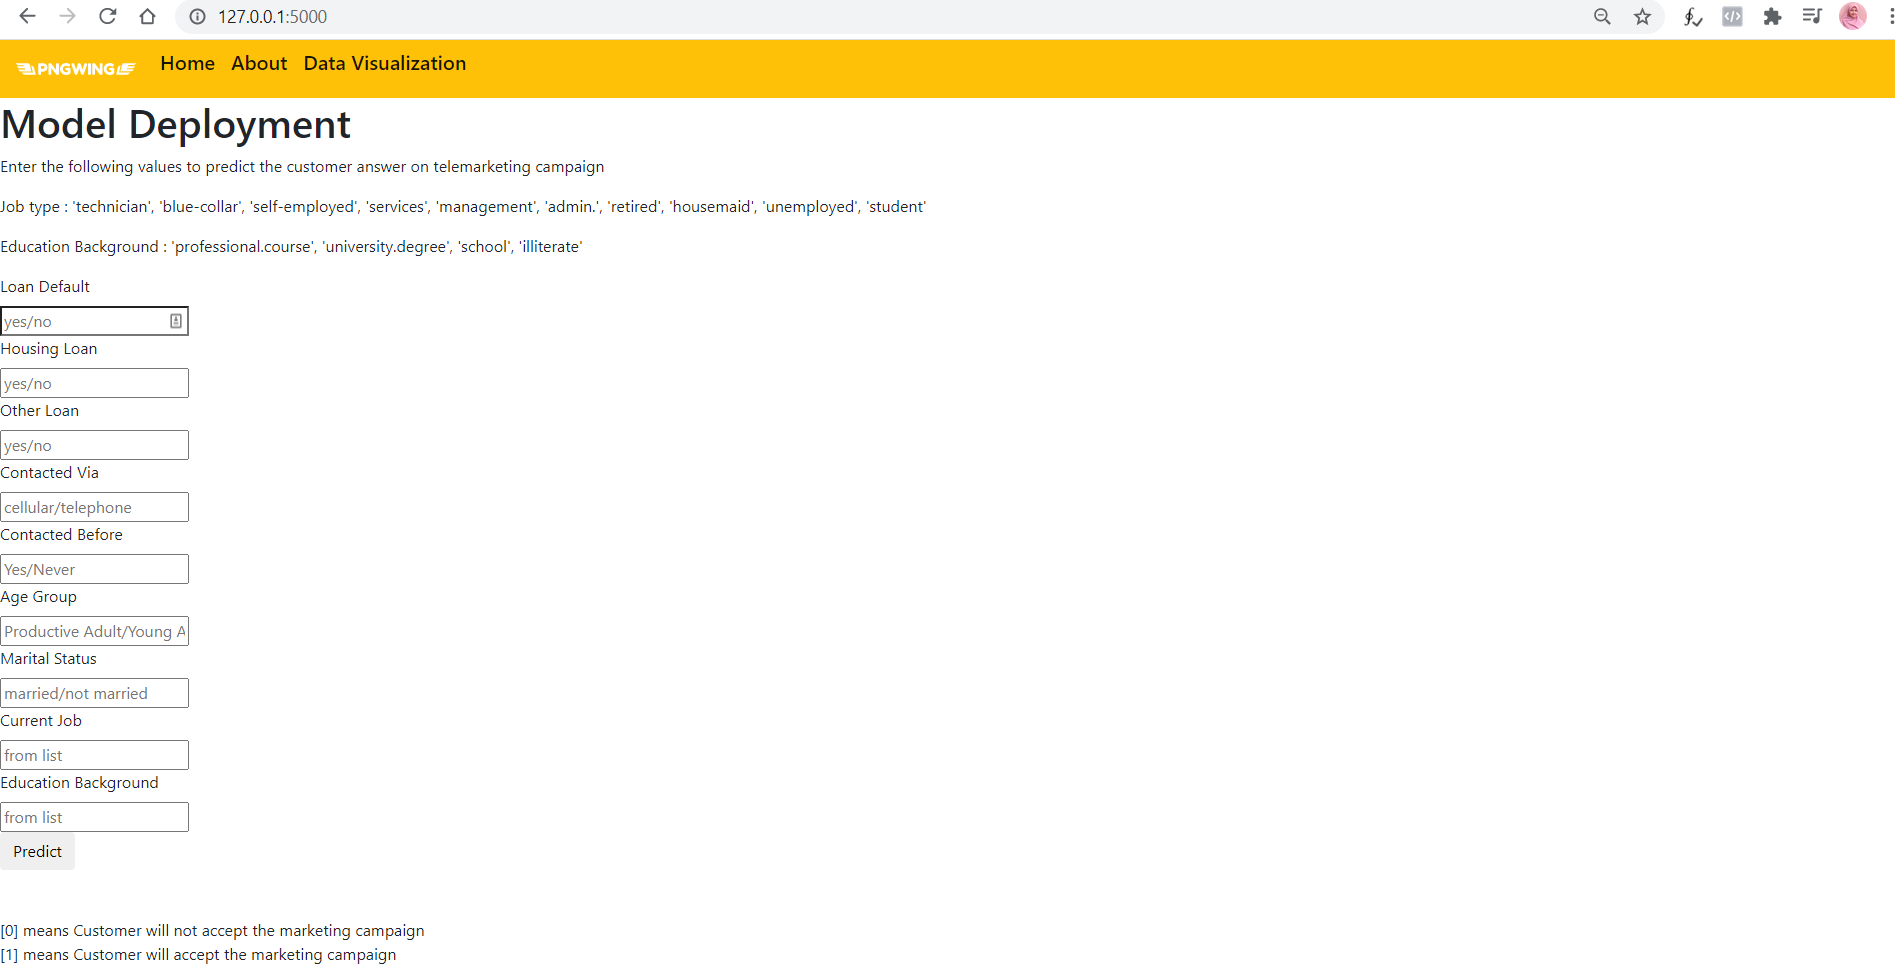 127.0.0.1:5000
PNGWING Home About Data Visualization
Model Deployment
Enter the following values to predict the customer answer on telemarketing campaign
Job type : 'technician', 'blue-collar', 'self-employed', 'services', 'management', 'admin.', 'retired', 'housemaid', 'unemployed', 'student'
Education Background : 'professional.course', 'university.degree', 'school', 'illiterate'
Loan Default
yes/no
Housing Loan
yes/no
Other Loan
yes/no
Contacted Via
cellular/telephone
Contacted Before
Yes/Never
Age Group
Productive Adult/Young A
Marital Status
married/not married
Current Job
from list
Education Background
from list
Predict
[0] means Customer will not accept the marketing campaign
[1] means Customer will accept the marketing campaign